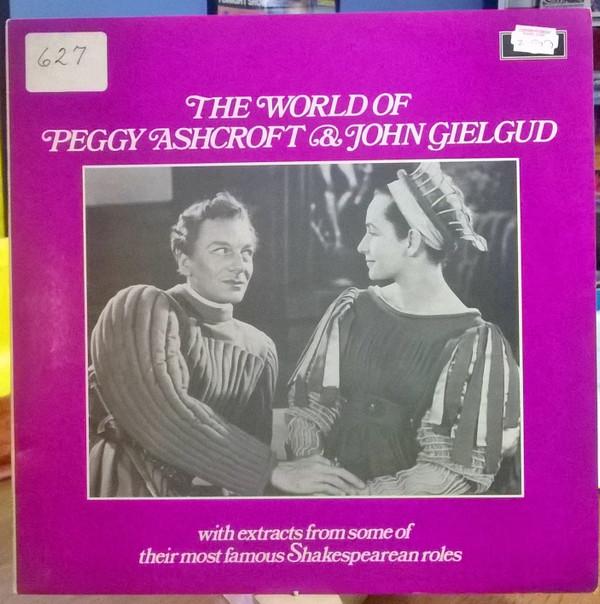 627
THE WORLD OF
PEGGY ASHCROFT & JOHN GIELGUD
with extracts from some of
their most famous Shakespearean roles